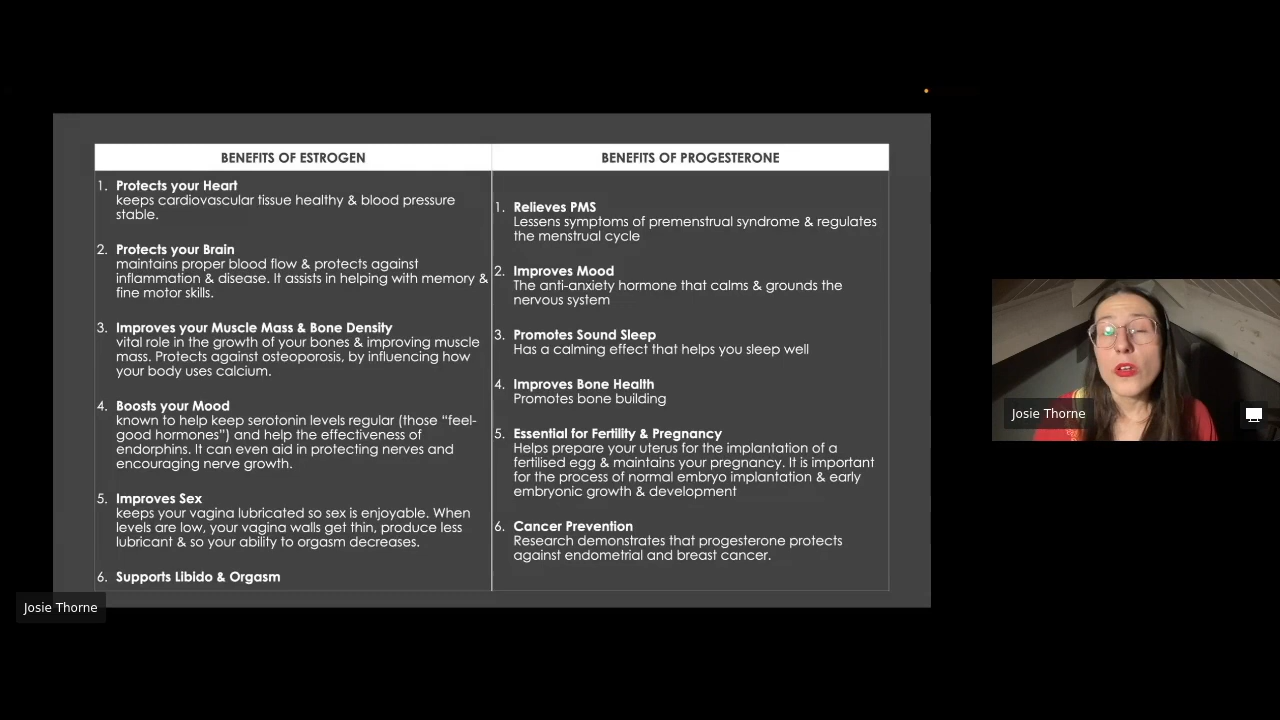 BENEFITS OF ESTROGEN
1. Protects your Heart
keeps cardiovascular tissue healthy & blood pressure
stable.
2. Protects your Brain
maintains proper blood flow & protects against
inflammation & disease. It assists in helping with memory &
fine motor skills.
3. Improves your Muscle Mass & Bone Density
vital role in the growth of your bones & improving muscle
mass. Protects against osteoporosis, by influencing how
your body uses calcium.
4. Boosts your Mood
known to help keep serotonin levels regular (those “feel-
good hormones”) and help the effectiveness of
endorphins. It can even aid in protecting nerves and
encouraging nerve growth.
5. Improves Sex
keeps your vagina lubricated so sex is enjoyable. When
levels are low, your vagina walls get thin, produce less
lubricant & so your ability to orgasm decreases.
6. Supports Libido & Orgasm
BENEFITS OF PROGESTERONE
1. Relieves PMS
Lessens symptoms of premenstrual syndrome & regulates
the menstrual cycle
2. Improves Mood
The anti-anxiety hormone that calms & grounds the
nervous system
3. Promotes Sound Sleep
Has a calming effect that helps you sleep well
4. Improves Bone Health
Promotes bone building
5. Essential for Fertility & Pregnancy
Helps prepare your uterus for the implantation of a
fertilised egg & maintains your pregnancy. It is important
for the process of normal embryo implantation & early
embryonic growth & development
6. Cancer Prevention
Research demonstrates that progesterone protects
against endometrial and breast cancer.
Josie Thorne
Josie Thorne